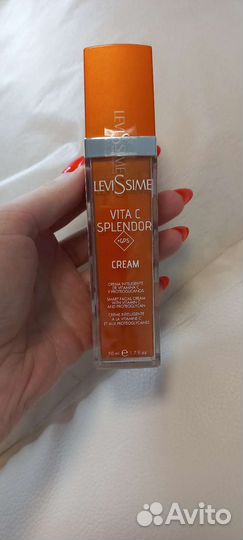 LEVISSIME
LEVISSIME
VITA C
SPLENDOR
+GPS
CREAM
CREMA INTELIGENTE
DE VITAMINA C
Y PROTEOGLICANOS
SMART FACIAL CREAM
WITH VITAMIN C
AND PROTEOGLYCAN
CRÈME INTELLIGENTE
À LA VITAMINE C
ET AUX PROTÉOGLYCANES
50 ml e 1.7 fl.oz
Avito